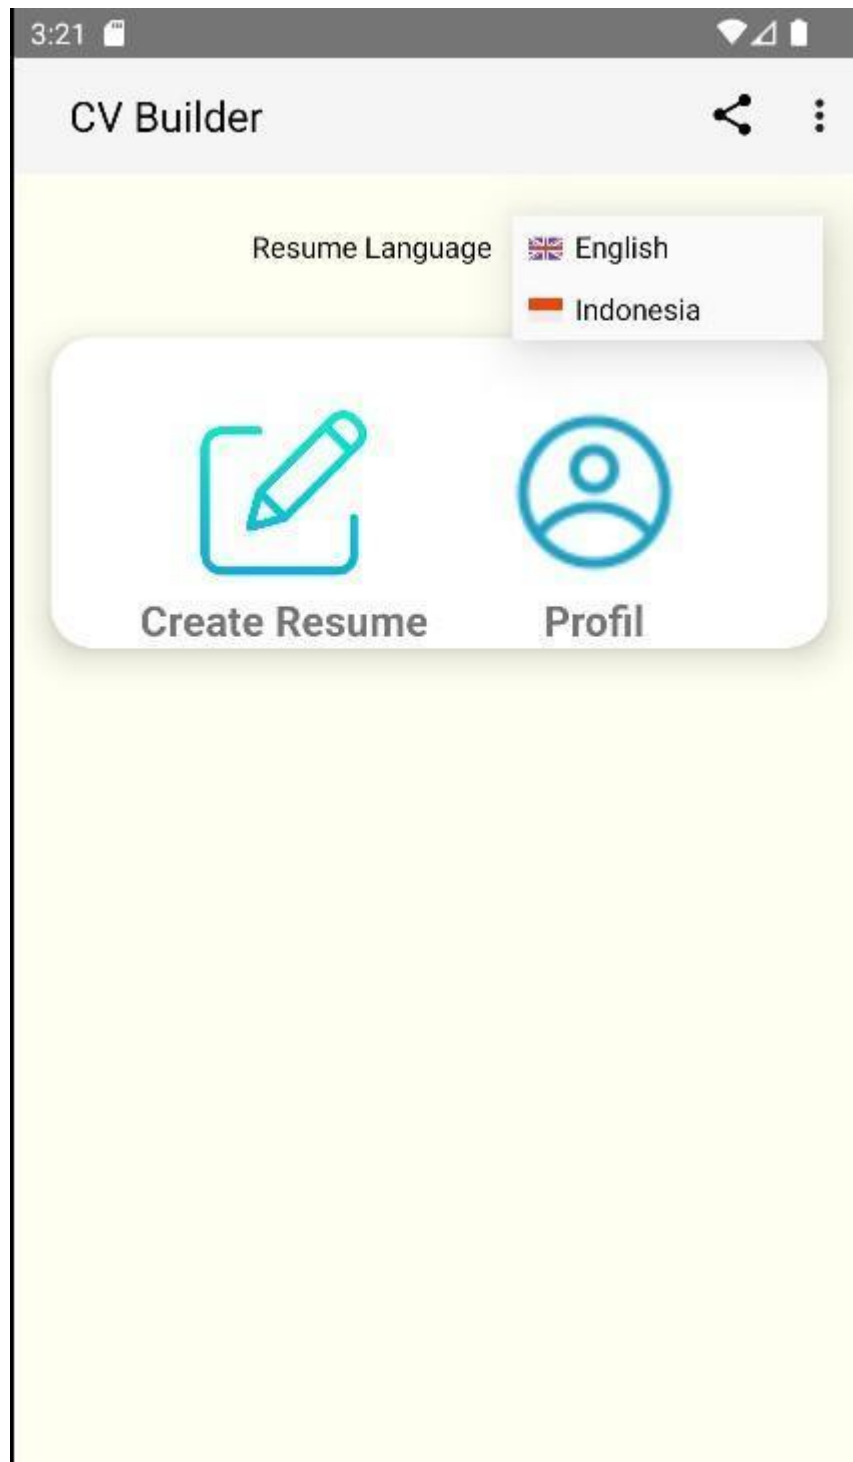 3:21
CV Builder
Resume Language
English
Indonesia
Create Resume
Profil